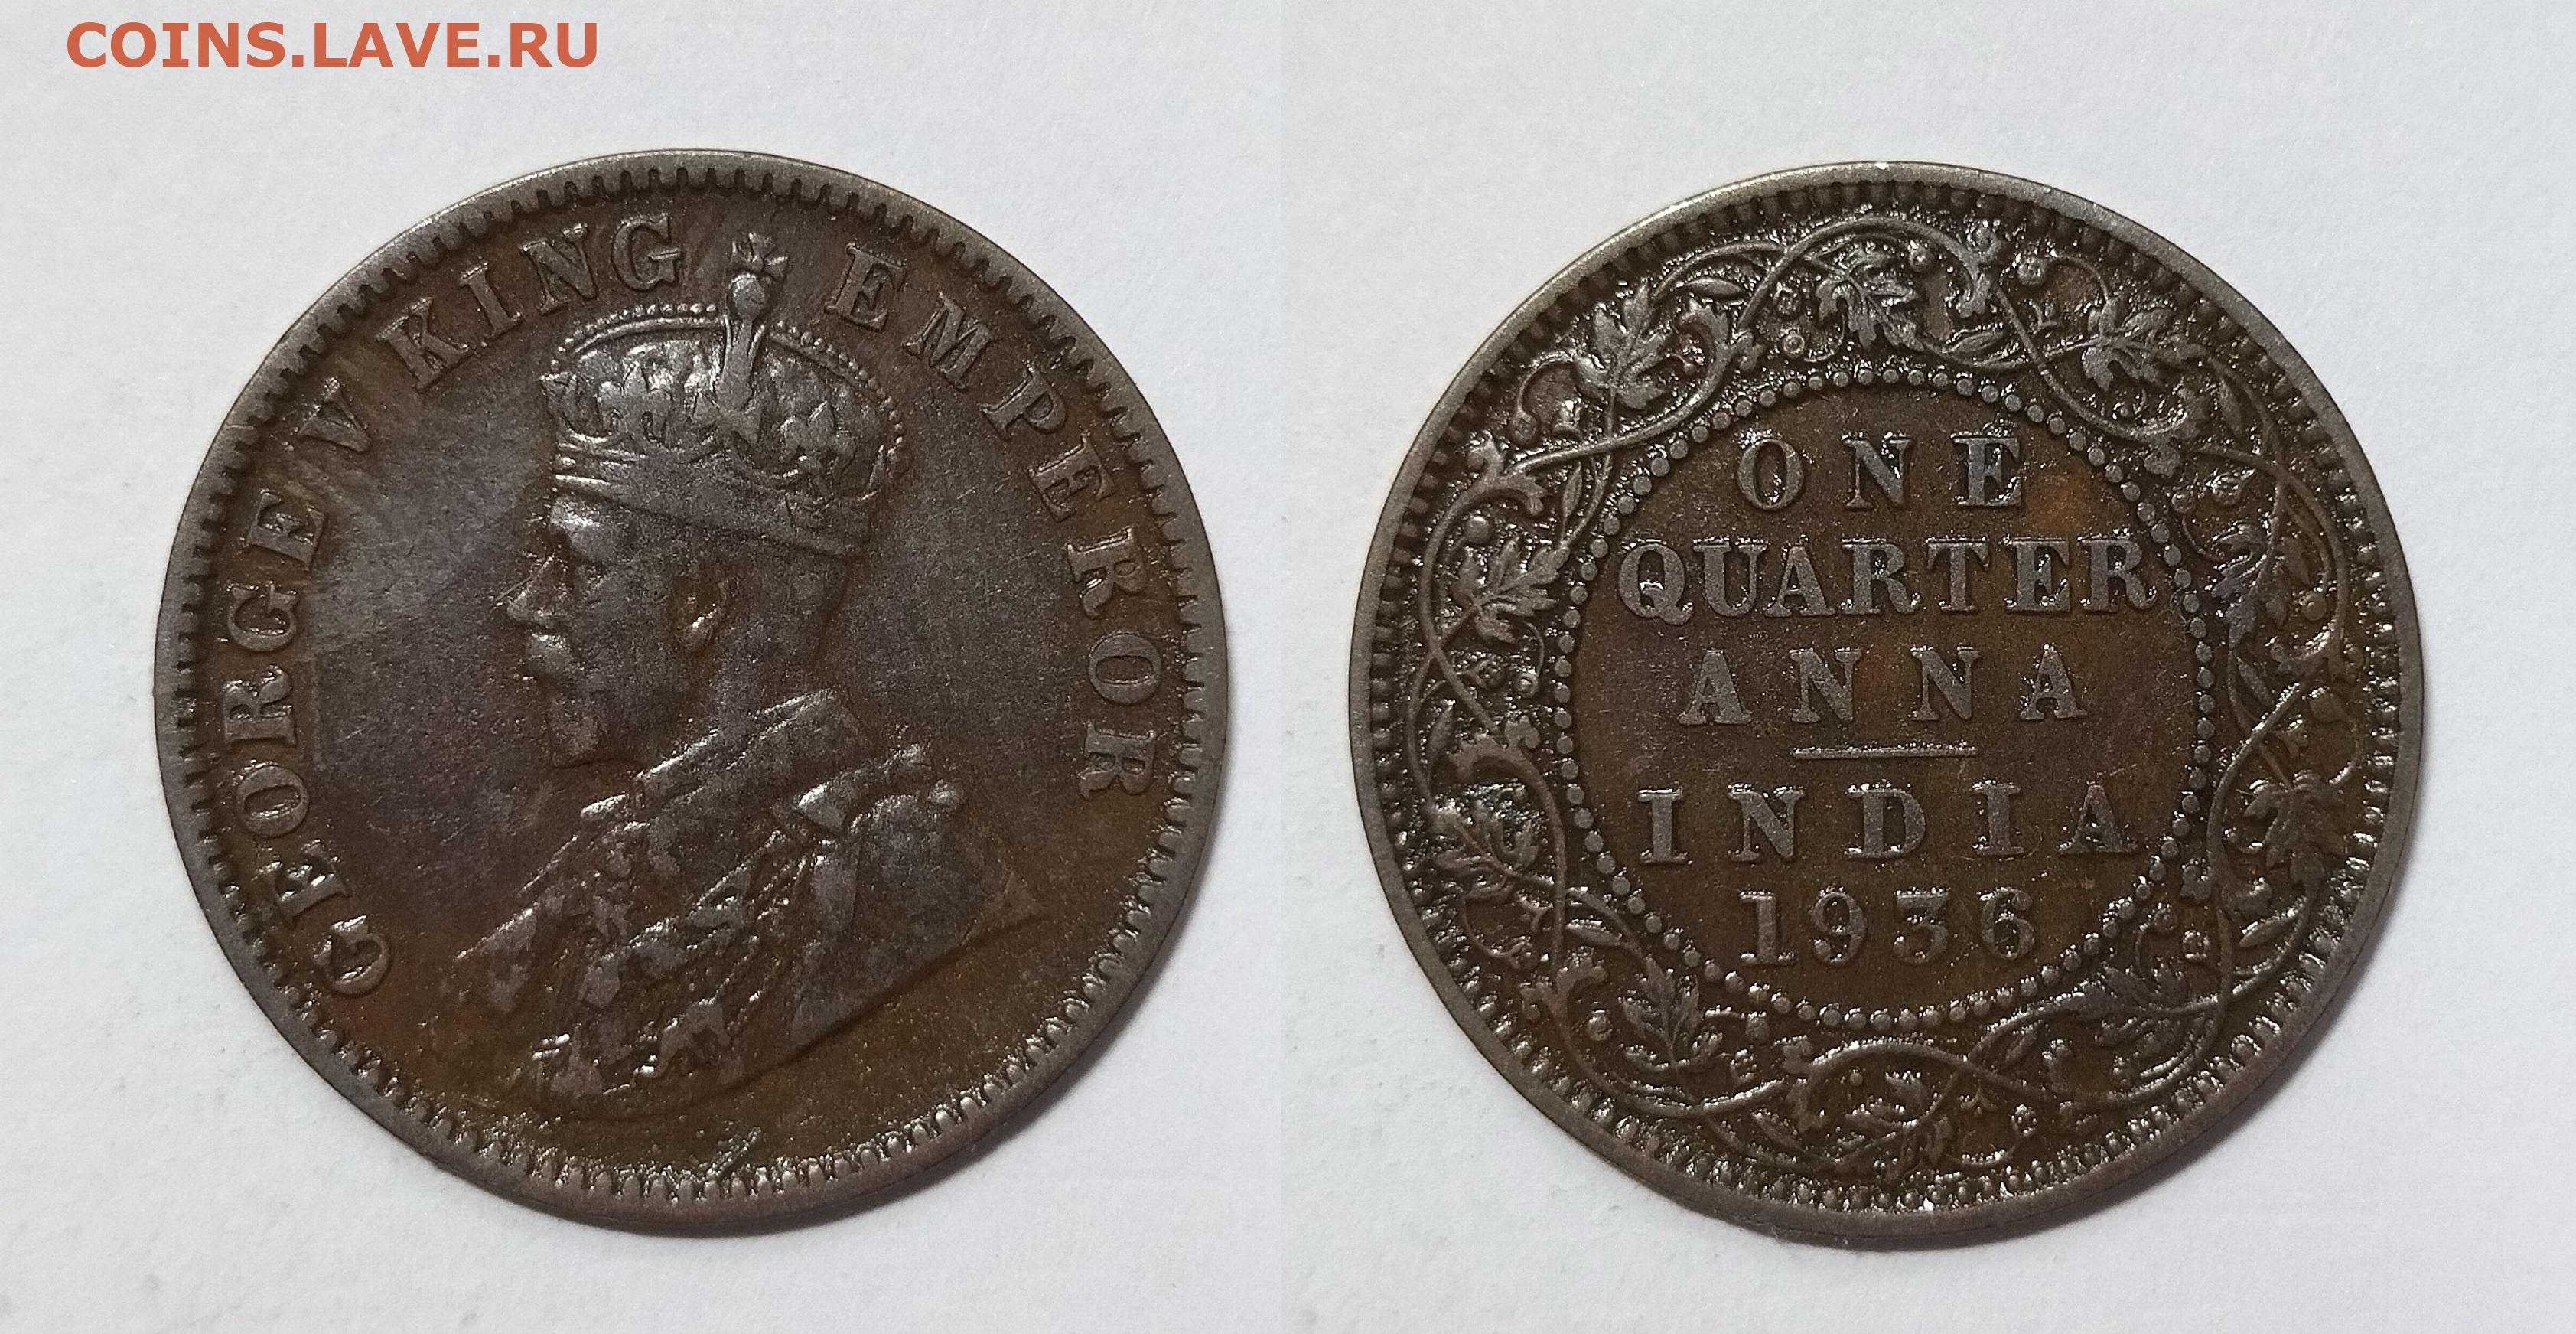 COINS.LAVE.RU
GEORGE V KING EMPEROR
ONE
QUARTER
ANNA
INDIA
1936